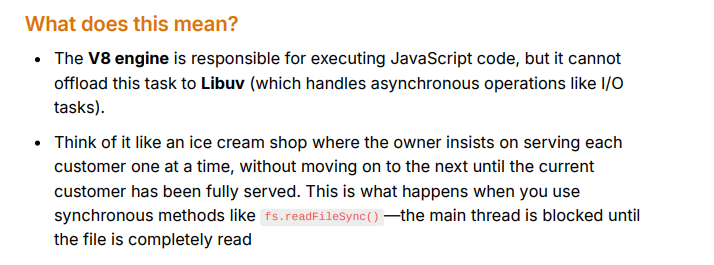 What does this mean?
• The V8 engine is responsible for executing JavaScript code, but it cannot
offload this task to Libuv (which handles asynchronous operations like I/O
tasks).
• Think of it like an ice cream shop where the owner insists on serving each
customer one at a time, without moving on to the next until the current
customer has been fully served. This is what happens when you use
synchronous methods like fs.readFileSync()—the main thread is blocked until
the file is completely read